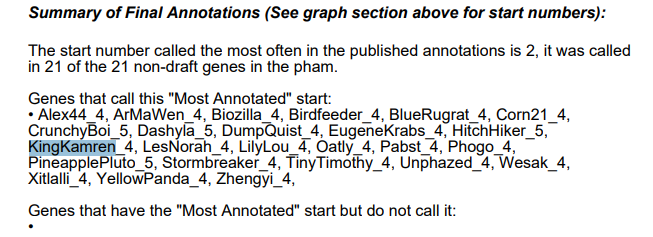 Summary of Final Annotations (See graph section above for start numbers):
The start number called the most often in the published annotations is 2, it was called
in 21 of the 21 non-draft genes in the pham.
Genes that call this "Most Annotated" start:
• Alex44_4, ArMaWen_4, Biozilla_4, Birdfeeder_4, BlueRugrat_4, Corn21_4,
CrunchyBoi_5, Dashyla_5, DumpQuist_4, EugeneKrabs_4, HitchHiker_5,
KingKamren_4, LesNorah_4, LilyLou_4, Oatly_4, Pabst_4, Phogo_4,
PineapplePluto_5, Stormbreaker_4, TinyTimothy_4, Unphazed_4, Wesak_4,
Xitlalli_4, YellowPanda_4, Zhengyi_4,
Genes that have the "Most Annotated" start but do not call it:
•